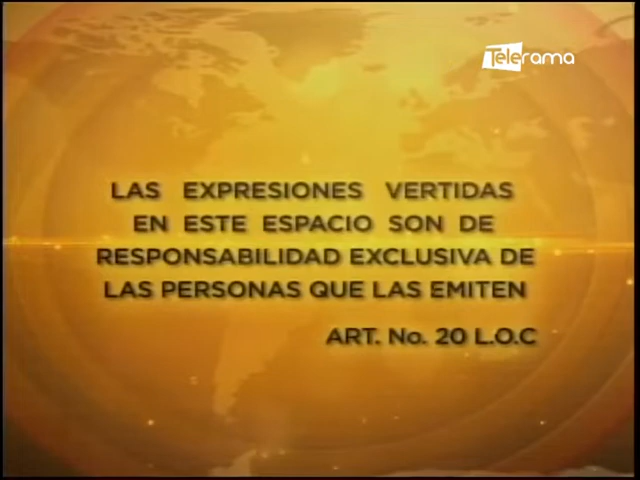 Telerama
LAS EXPRESIONES VERTIDAS
EN ESTE ESPACIO SON DE
RESPONSABILIDAD EXCLUSIVA DE
LAS PERSONAS QUE LAS EMITEN
ART. No. 20 L.O.C